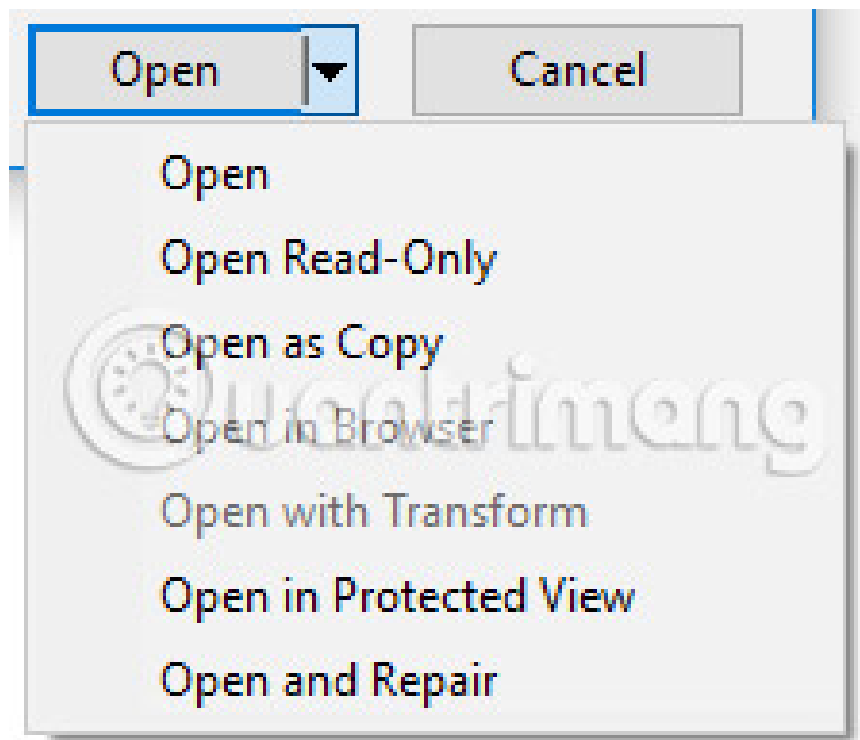 Open Cancel
Open
Open Read-Only
Open as Copy
Open in Browser
Quantrimang
Open with Transform
Open in Protected View
Open and Repair